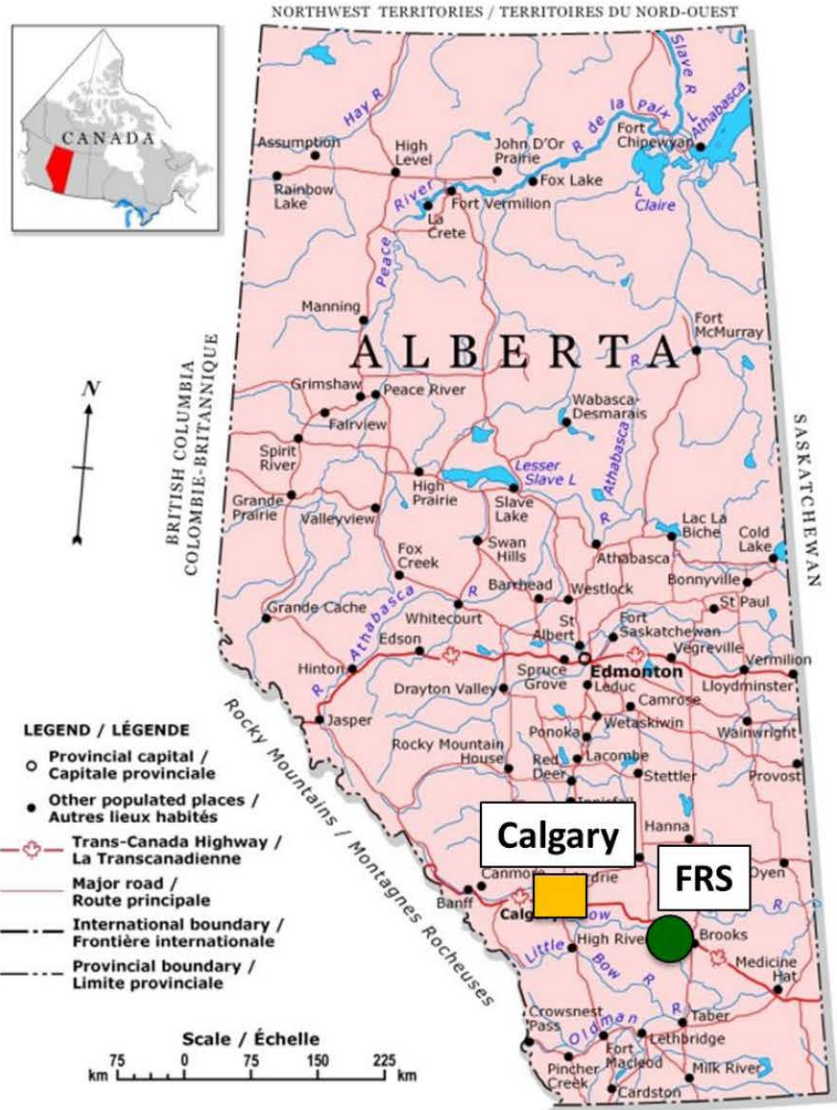 NORTHWEST TERRITORIES / TERRITOIRES DU NORD-OUEST
CANADA
Hay R
Slave R
R de la Paix
L Athabasca
Assumption
High
Level
John D'Or
Prairie
Fort
Chipewyan
Rainbow
Lake
Fox Lake
River
Fort Vermilion
L
Claire
La
Crete
Peace
Manning
Fort
McMurray
ALBERTA
R
BRITISH COLUMBIA
COLOMBIE-BRITANNIQUE
N
Grimshaw
Peace River
Wabasca-
Desmarais
Fairview
SASKATCHEWAN
Spirit
River
Athabasca
Lesser
Slave L
High
Prairie
Grande
Prairie
Slave
Lake
Valleyview
R
Lac La
Biche
Cold
Lake
Swan
Hills
Athabasca
Fox
Creek
Bonnyville
Barrhead
Westlock
R
Athabasca
St Paul
Grande Cache
Whitecourt
St
Albert
Fort
Saskatchewan
Edson
Vegreville
Hinton
Spruce
Grove
Edmonton
Vermilion
R
Drayton Valley
Leduc
Lloydminster
Camrose
Jasper
Wetaskiwin
Ponoka
Wainwright
Rocky Mountain
House
Lacombe
Red
Deer
Stettler
Provost
Rocky Mountains / Montagnes Rocheuses
LEGEND / LÉGENDE
Provincial capital /
Capitale provinciale
Other populated places /
Autres lieux habités
Trans-Canada Highway /
La Transcanadienne
Major road /
Route principale
International boundary /
Frontière internationale
Provincial boundary /
Limite provinciale
Hanna
Calgary
FRS
Canmore
Oyen
Banff
R
Little
Bow
R
High River
Brooks
Medicine
Hat
R
Crowsnest
Pass
Oldman
Taber
Lethbridge
Fort
Macleod
Pincher
Creek
Milk River
Cardston
Scale / Échelle
75 0 75 150 225
km km